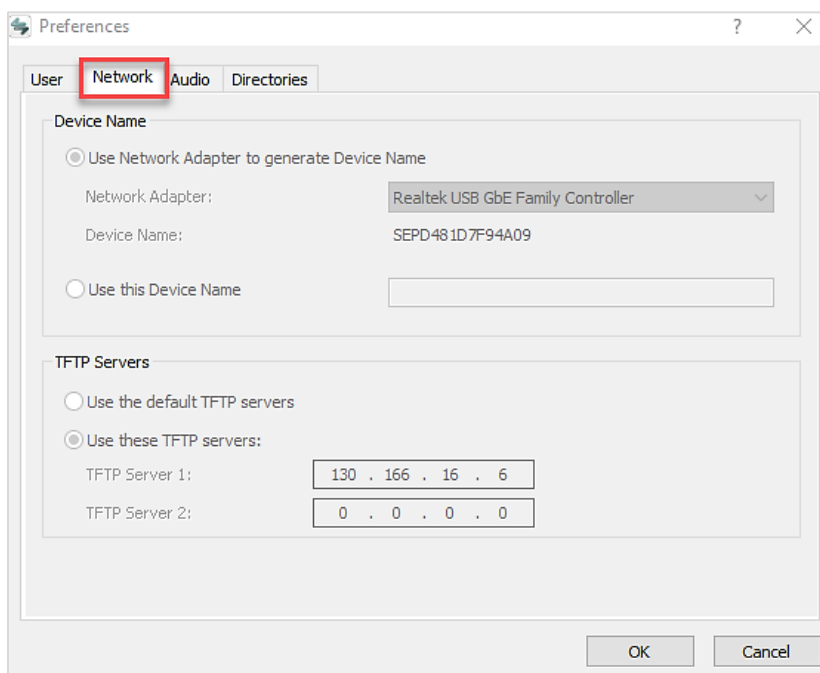 Preferences ?
User Network Audio Directories
Device Name
Use Network Adapter to generate Device Name
Network Adapter: Realtek USB GbE Family Controller
Device Name: SEPD481D7F94A09
Use this Device Name
TFTP Servers
Use the default TFTP servers
Use these TFTP servers:
TFTP Server 1: 130 . 166 . 16 . 6
TFTP Server 2: 0 . 0 . 0 . 0
OK Cancel